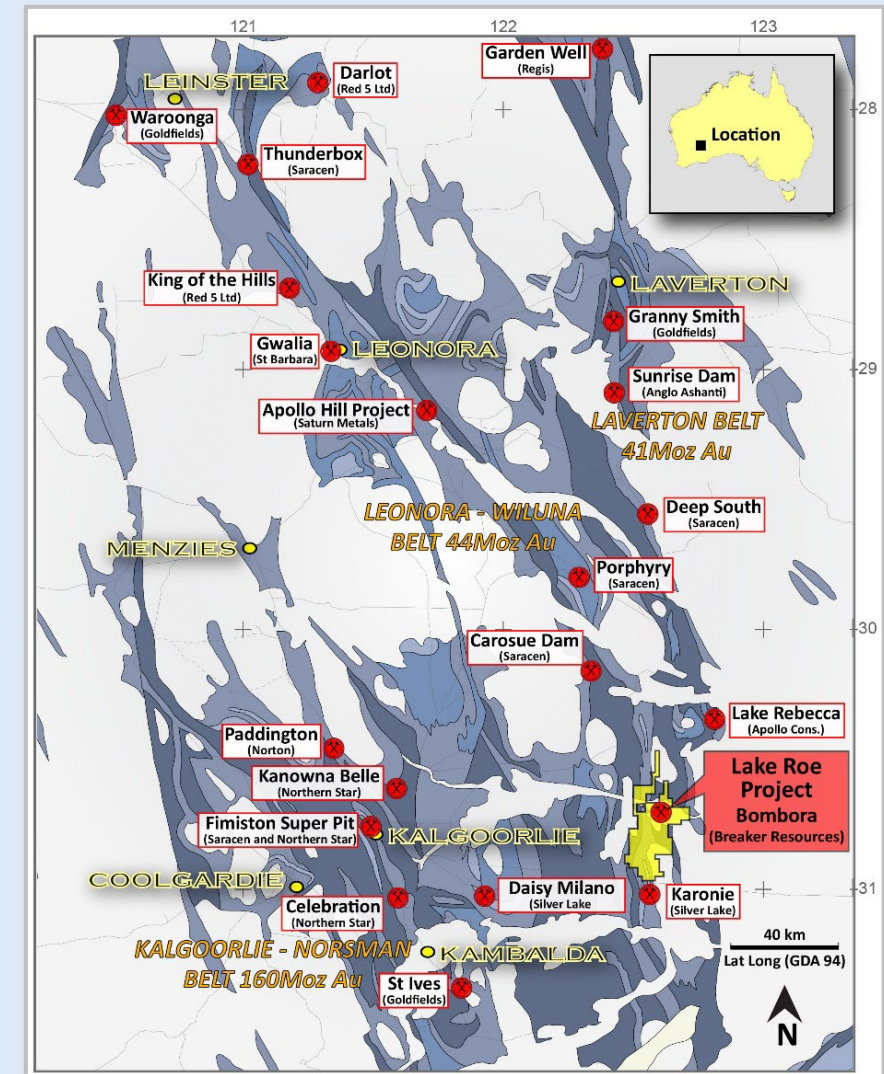 121
122
123
Garden Well
(Regis)
Darlot
(Red 5 Ltd)
LEINSTER
28
Waroonga
(Goldfields)
Location
Thunderbox
(Saracen)
King of the Hills
(Red 5 Ltd)
LAVERTON
Granny Smith
(Goldfields)
Gwalia
(St Barbara)
LEONORA
29
Sunrise Dam
(Anglo Ashanti)
Apollo Hill Project
(Saturn Metals)
LAVERTON BELT
41Moz Au
LEONORA - WILUNA
BELT 44Moz Au
Deep South
(Saracen)
MENZIES
Porphyry
(Saracen)
30
Carosue Dam
(Saracen)
Lake Rebecca
(Apollo Cons.)
Paddington
(Norton)
Lake Roe
Project
Bombora
(Breaker Resources)
Kanowna Belle
(Northern Star)
Fimiston Super Pit
(Saracen and Northern Star)
KALGOORLIE
COOLGARDIE
31
Daisy Milano
(Silver Lake
Karonie
(Silver Lake)
Celebration
(Northern Star)
KALGOORLIE - NORSMAN
BELT 160Moz Au
KAMBALDA
40 km
Lat Long (GDA 94)
St Ives
(Goldfields)
N